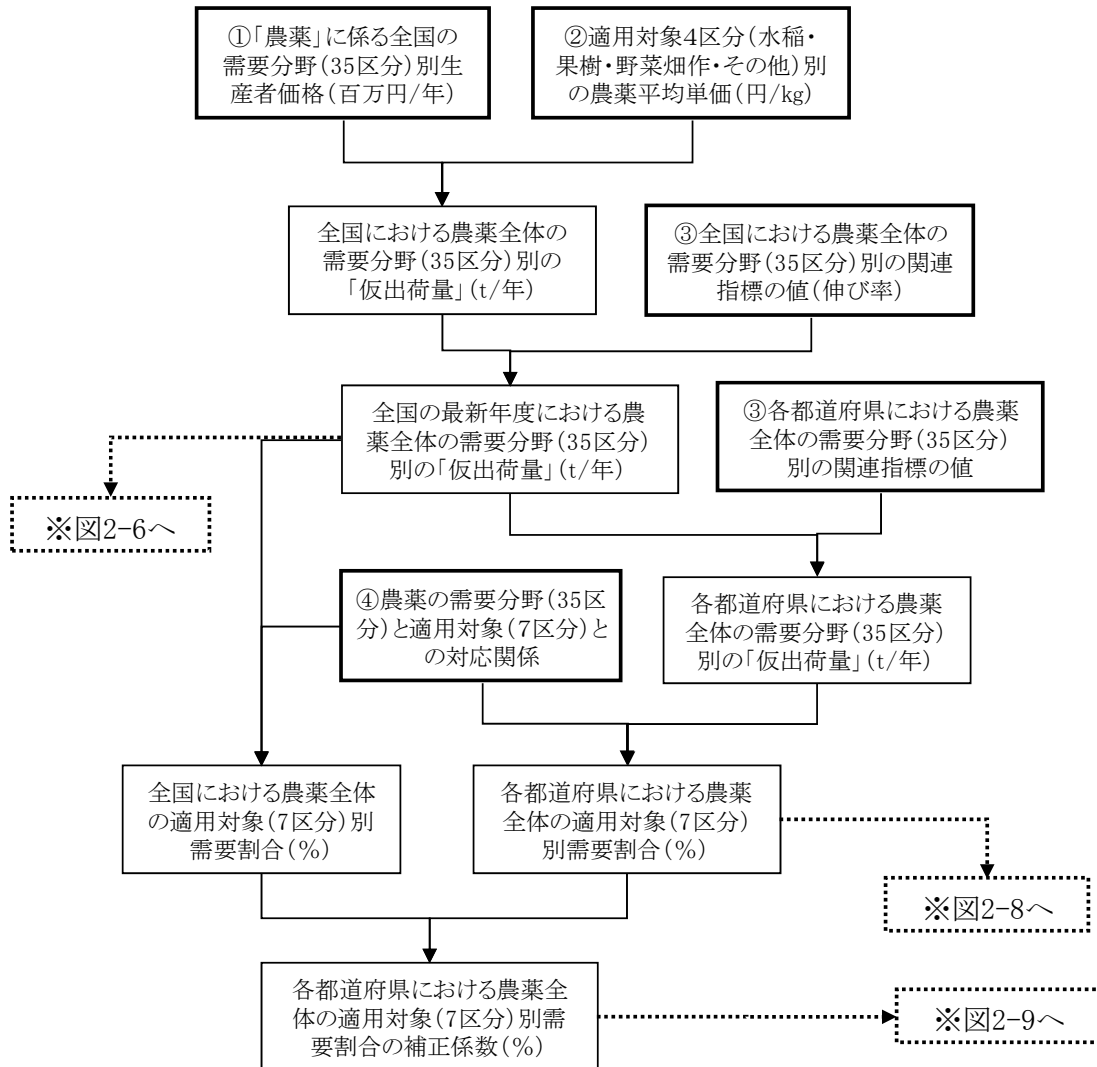 ①「農薬」に係る全国の
需要分野(35区分)別生
産者価格(百万円/年)
②適用対象4区分(水稲・
果樹・野菜畑作・その他)別
の農薬平均単価(円/kg)
全国における農薬全体の
需要分野(35区分)別の
「仮出荷量」(t/年)
③全国における農薬全体の
需要分野(35区分)別の関連
指標の値(伸び率)
全国の最新年度における農
薬全体の需要分野(35区分)
別の「仮出荷量」(t/年)
③各都道府県における農薬
全体の需要分野(35区分)
別の関連指標の値
※図2-6へ
④農薬の需要分野(35区
分)と適用対象(7区分)と
の対応関係
各都道府県における農薬
全体の需要分野(35区分)
別の「仮出荷量」(t/年)
全国における農薬全体
の適用対象(7区分)別
需要割合(%)
各都道府県における農薬
全体の適用対象(7区分)
別需要割合(%)
※図2-8へ
各都道府県における農薬全
体の適用対象(7区分)別需
要割合の補正係数(%)
※図2-9へ